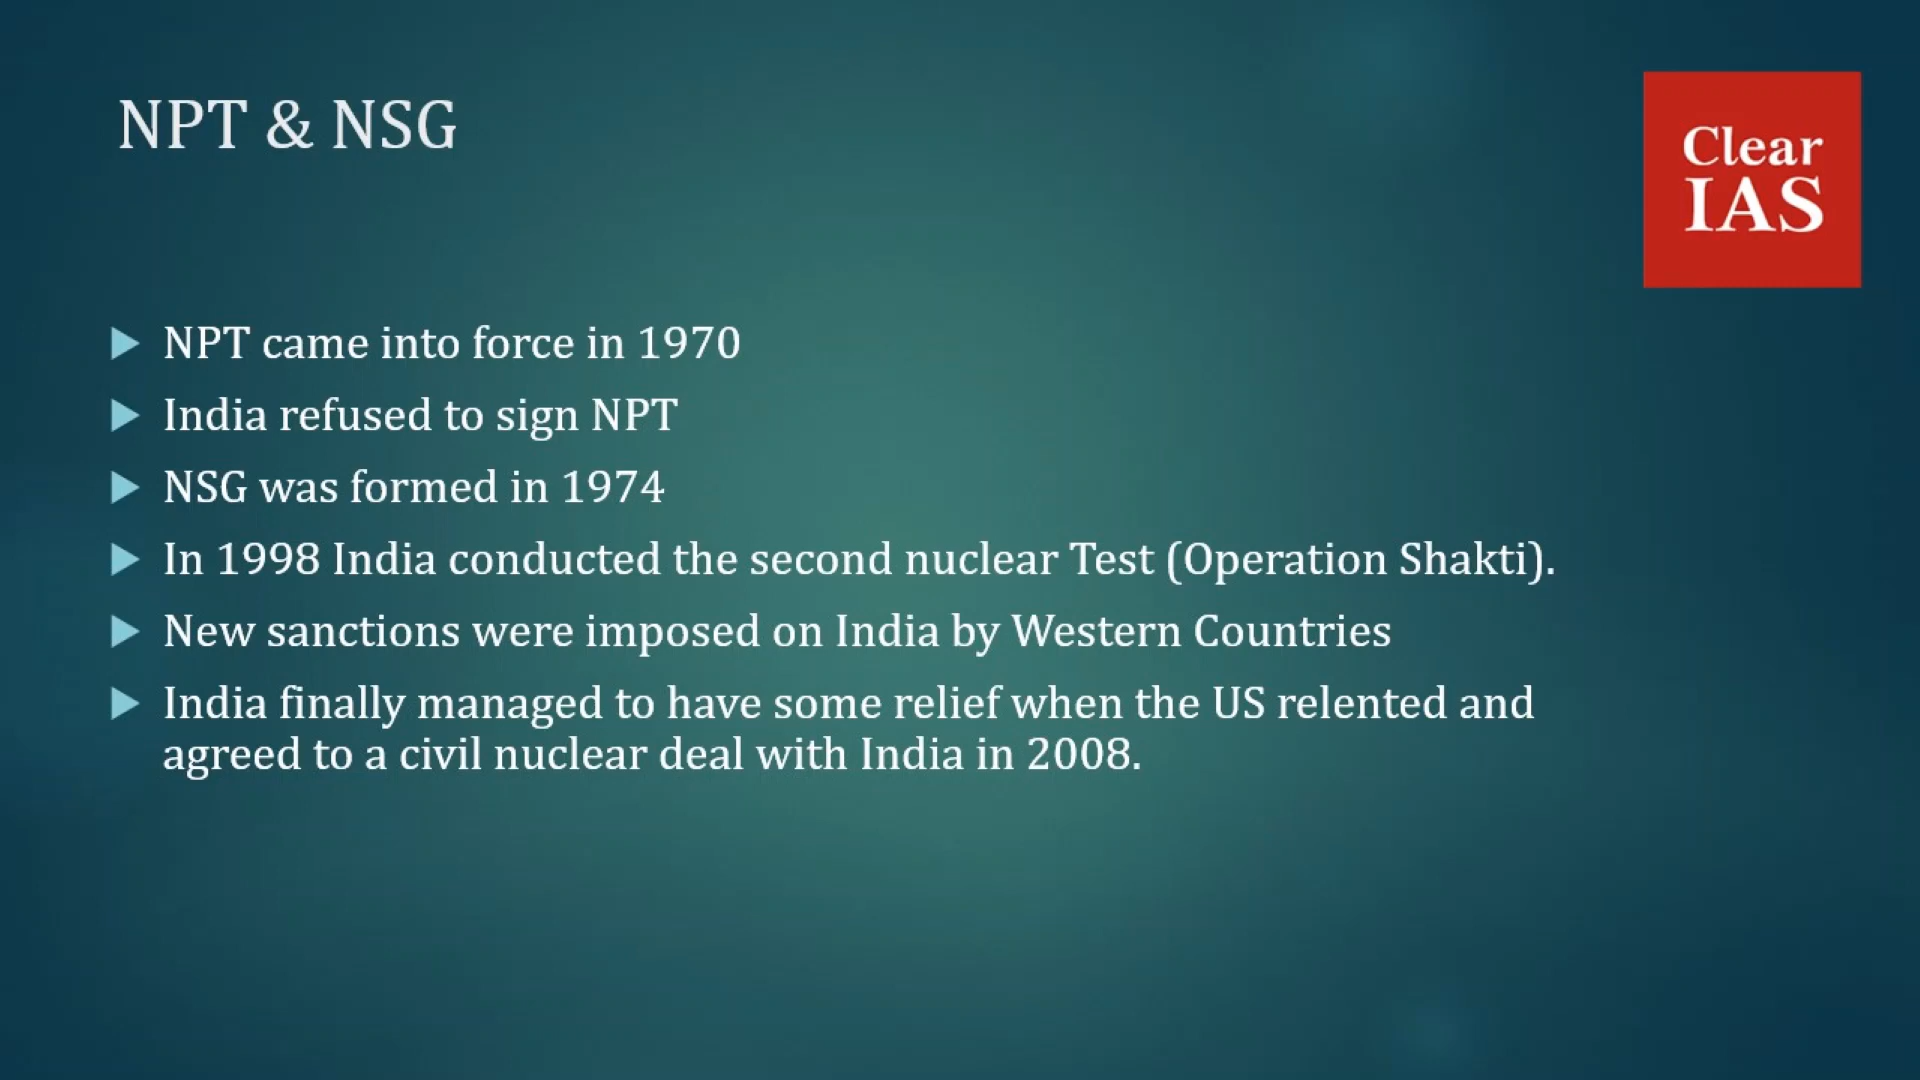 NPT & NSG
Clear
IAS
NPT came into force in 1970
India refused to sign NPT
NSG was formed in 1974
In 1998 India conducted the second nuclear Test (Operation Shakti).
New sanctions were imposed on India by Western Countries
India finally managed to have some relief when the US relented and
agreed to a civil nuclear deal with India in 2008.